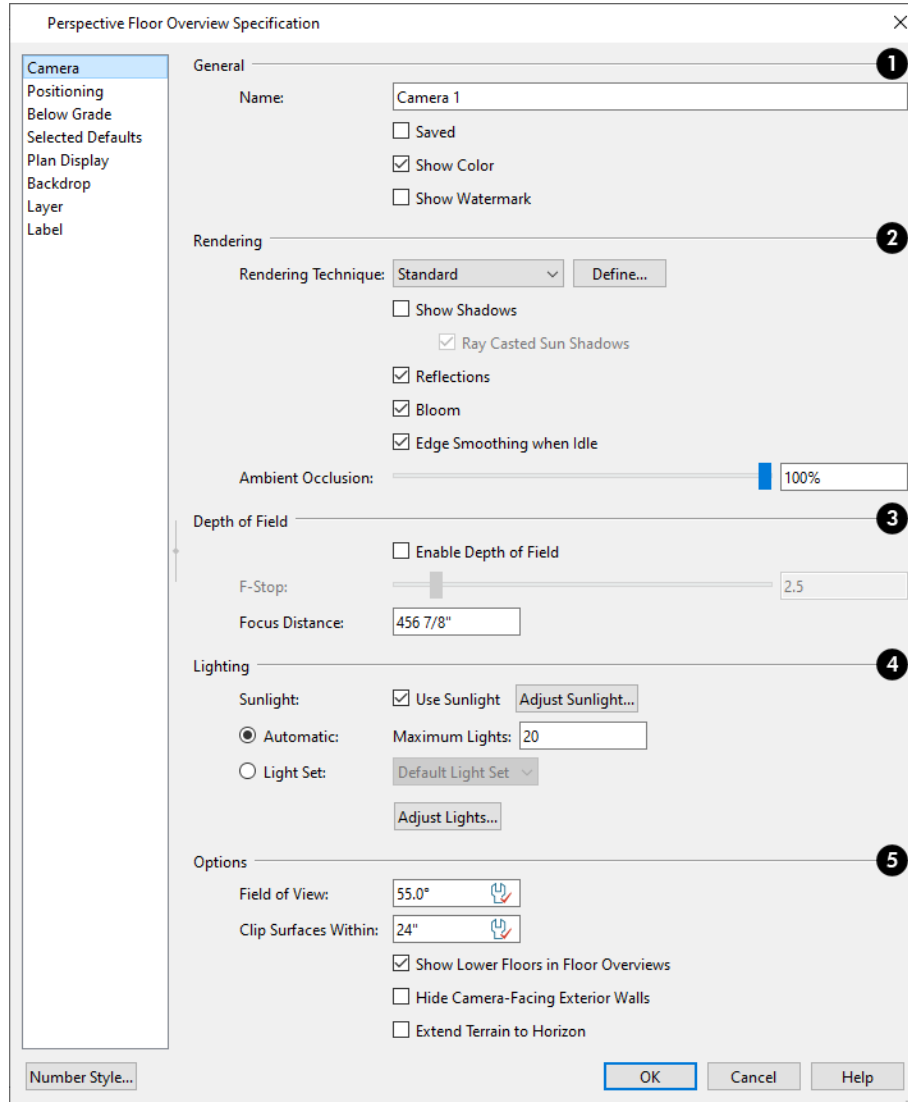 Perspective Floor Overview Specification
Camera
Positioning
Below Grade
Selected Defaults
Plan Display
Backdrop
Layer
Label
General 1
Name: Camera 1
Saved
Show Color
Show Watermark
Rendering 2
Rendering Technique: Standard Define...
Show Shadows
Ray Casted Sun Shadows
Reflections
Bloom
Edge Smoothing when Idle
Ambient Occlusion: 100%
Depth of Field 3
Enable Depth of Field
F-Stop: 2.5
Focus Distance: 456 7/8"
Lighting 4
Sunlight: Use Sunlight Adjust Sunlight...
Automatic: Maximum Lights: 20
Light Set: Default Light Set
Adjust Lights...
Options 5
Field of View: 55.0°
Clip Surfaces Within: 24"
Show Lower Floors in Floor Overviews
Hide Camera-Facing Exterior Walls
Extend Terrain to Horizon
Number Style... OK Cancel Help